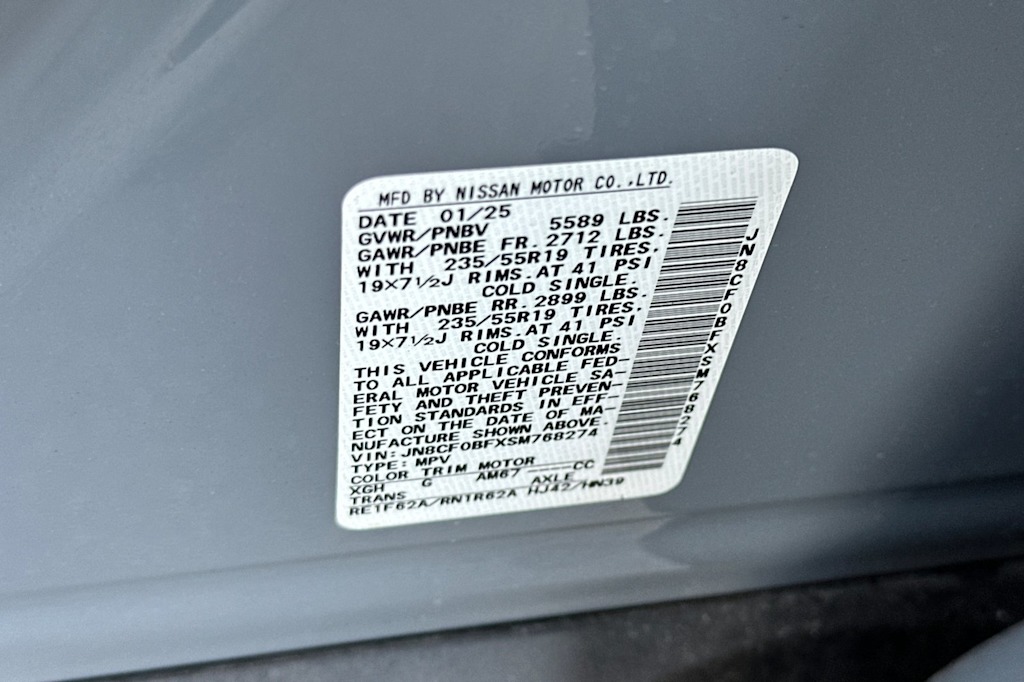 MFD BY NISSAN MOTOR CO.,LTD.
DATE 01/25
GVWR/PNBV 5589 LBS.
GAWR/PNBE FR. 2712 LBS.
WITH 235/55R19 TIRES.
19×7½J RIMS.AT 41 PSI
COLD SINGLE.
GAWR/PNBE RR. 2899 LBS.
WITH 235/55R19 TIRES.
19×7½J RIMS.AT 41 PSI
COLD SINGLE.
THIS VEHICLE CONFORMS
TO ALL APPLICABLE FED-
ERAL MOTOR VEHICLE SA-
FETY AND THEFT PREVEN-
TION STANDARDS IN EFF-
ECT ON THE DATE OF MA-
NUFACTURE SHOWN ABOVE.
VIN:JN8CF0BFXSM768274
TYPE:MPV
COLOR TRIM MOTOR
XGH G AM67 -----CC
TRANS AXLE
RE1F62A/RN1R62A HJ42/HN39
JN8CF0BFXSM768274